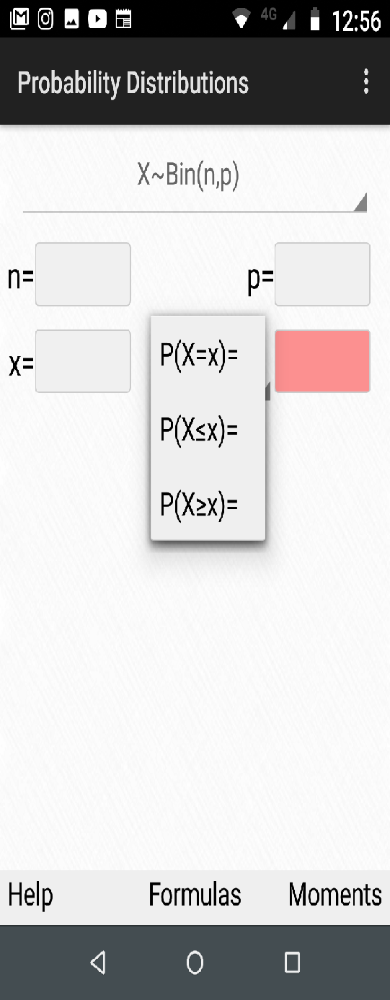 4G 12:56
Probability Distributions
X~Bin(n,p)
n= p=
x=
P(X=x)=
P(X≤x)=
P(X≥x)=
Help Formulas Moments